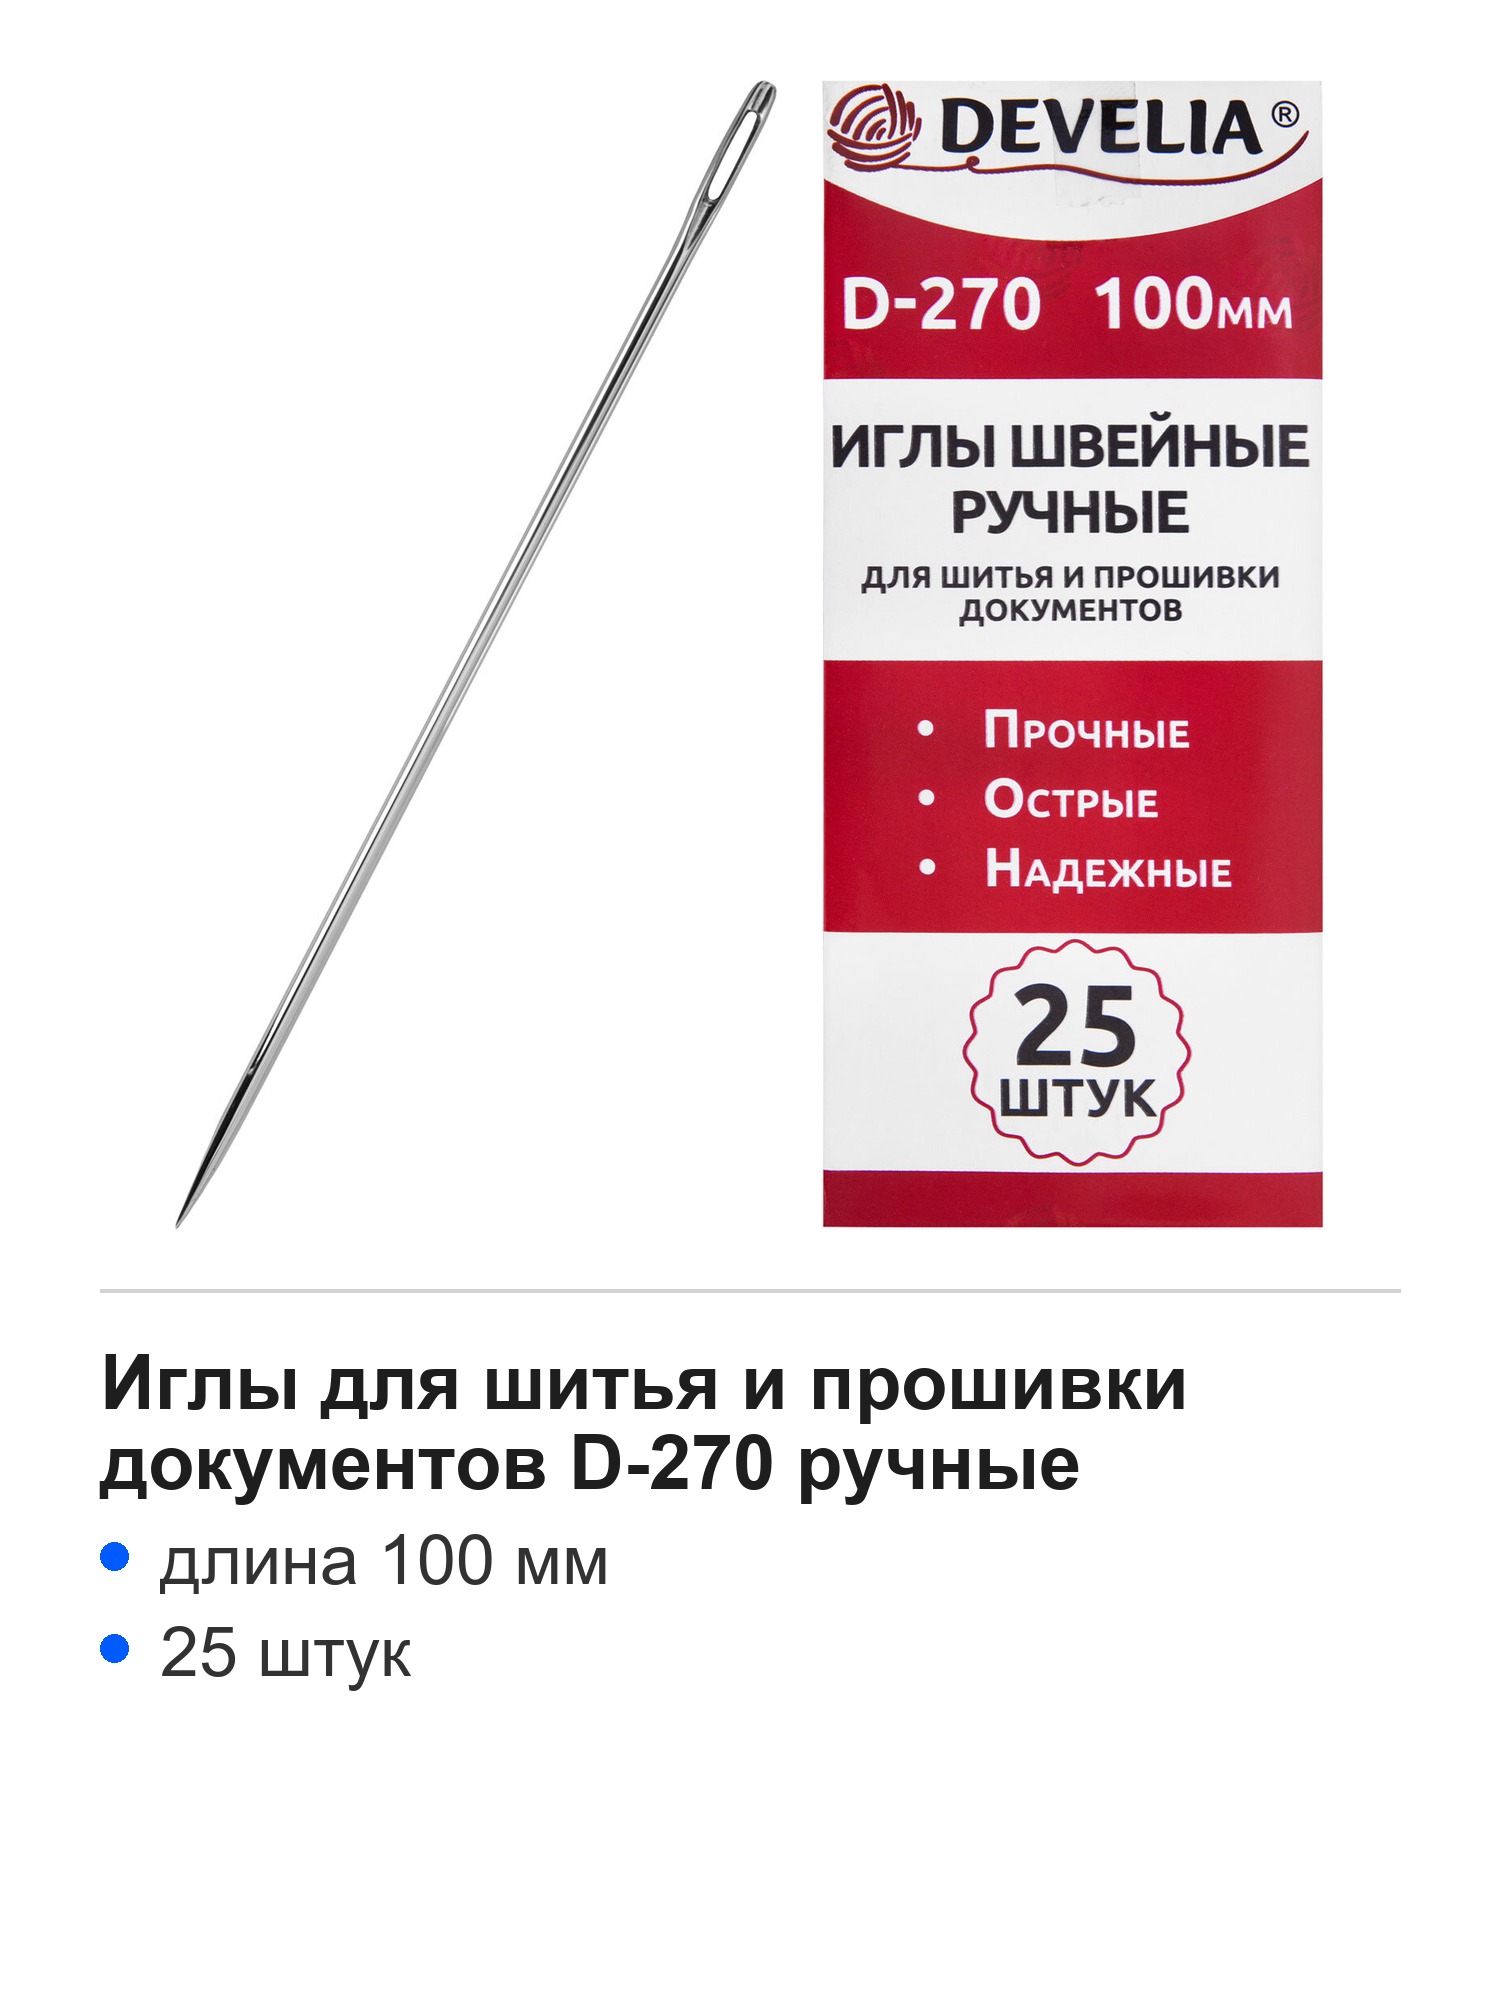 DEVELIA®
D-270 100мм
ИГЛЫ ШВЕЙНЫЕ
РУЧНЫЕ
ДЛЯ ШИТЬЯ И ПРОШИВКИ
ДОКУМЕНТОВ
• Прочные
• Острые
• Надежные
25
ШТУК
Иглы для шитья и прошивки
документов D-270 ручные
• длина 100 мм
• 25 штук